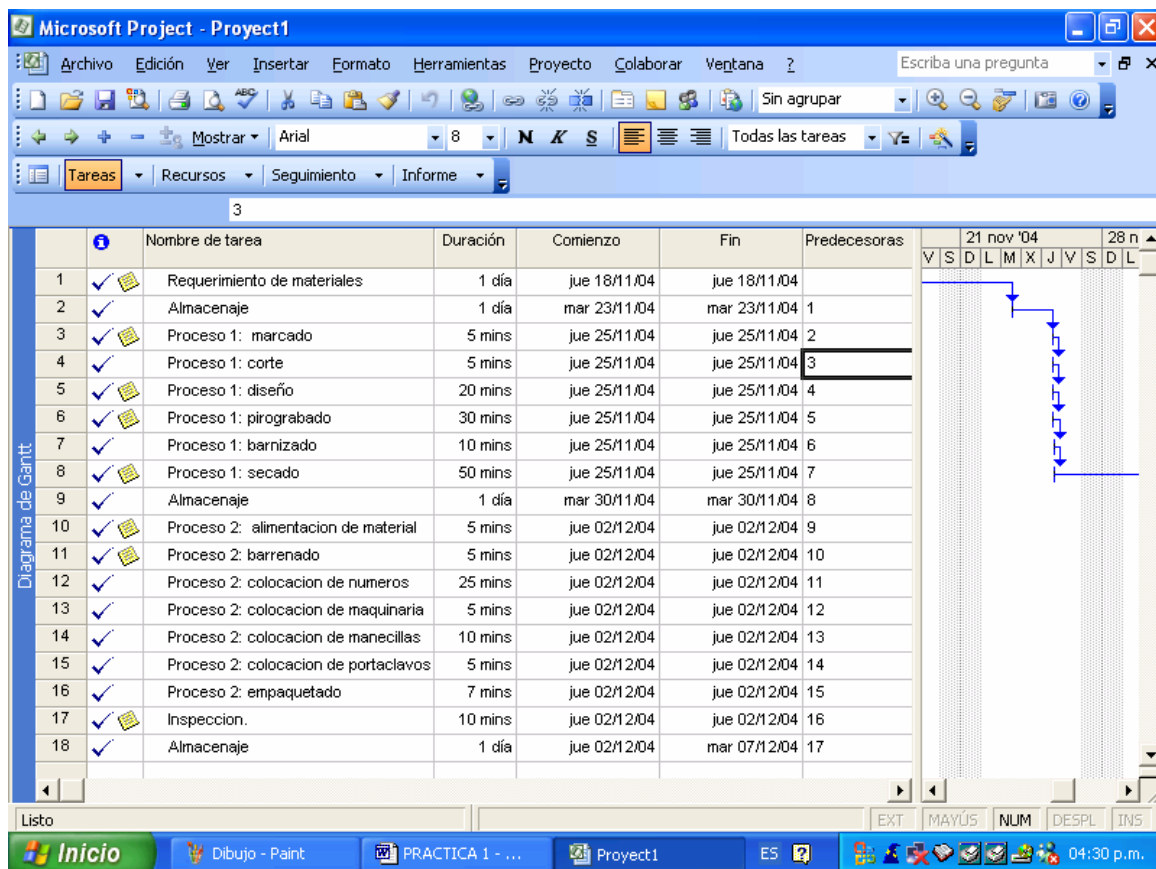 Microsoft Project - Proyect1
Archivo Edición Ver Insertar Formato Herramientas Proyecto Colaborar Ventana ? Escriba una pregunta
ABC Sin agrupar
Mostrar Arial 8 N K S Todas las tareas
Tareas Recursos Seguimiento Informe
3
Nombre de tarea Duración Comienzo Fin Predecesoras 21 nov '04 28 n
V S D L M X J V S D L
1 Requerimiento de materiales 1 día jue 18/11/04 jue 18/11/04
2 Almacenaje 1 día mar 23/11/04 mar 23/11/04 1
3 Proceso 1: marcado 5 mins jue 25/11/04 jue 25/11/04 2
4 Proceso 1: corte 5 mins jue 25/11/04 jue 25/11/04 3
5 Proceso 1: diseño 20 mins jue 25/11/04 jue 25/11/04 4
6 Proceso 1: pirograbado 30 mins jue 25/11/04 jue 25/11/04 5
7 Proceso 1: barnizado 10 mins jue 25/11/04 jue 25/11/04 6
8 Proceso 1: secado 50 mins jue 25/11/04 jue 25/11/04 7
9 Almacenaje 1 día mar 30/11/04 mar 30/11/04 8
10 Proceso 2: alimentacion de material 5 mins jue 02/12/04 jue 02/12/04 9
11 Proceso 2: barrenado 5 mins jue 02/12/04 jue 02/12/04 10
12 Proceso 2: colocacion de numeros 25 mins jue 02/12/04 jue 02/12/04 11
13 Proceso 2: colocacion de maquinaria 5 mins jue 02/12/04 jue 02/12/04 12
14 Proceso 2: colocacion de manecillas 10 mins jue 02/12/04 jue 02/12/04 13
15 Proceso 2: colocacion de portaclavos 5 mins jue 02/12/04 jue 02/12/04 14
16 Proceso 2: empaquetado 7 mins jue 02/12/04 jue 02/12/04 15
17 Inspeccion. 10 mins jue 02/12/04 jue 02/12/04 16
18 Almacenaje 1 día jue 02/12/04 mar 07/12/04 17
Diagrama de Gantt
Listo EXT MAYÚS NUM DESPL INS
Inicio Dibujo - Paint PRACTICA 1 - ... Proyect1 ES 04:30 p.m.